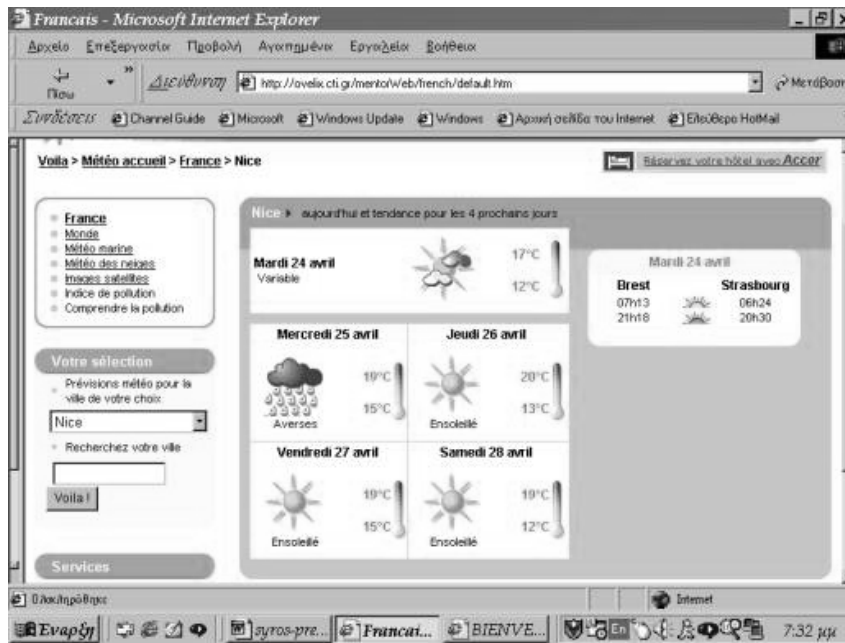 Francais - Microsoft Internet Explorer
Αρχείο Επεξεργασία Προβολή Αγαπημένα Εργαλεία Βοήθεια
Πίσω
Διεύθυνση http://ovelix.cti.gr/mentor/Web/french/default.htm Μετάβαση
Συνδέσεις Channel Guide Microsoft Windows Update Windows Αρχική σελίδα του Internet Ελεύθερο HotMail
Voila > Météo accueil > France > Nice
Réservez votre hôtel avec Accor
France
Monde
Météo marine
Météo des neiges
Images satellites
Indice de pollution
Comprendre la pollution
Votre sélection
Prévisions météo pour la
ville de votre choix
Nice
Recherchez votre ville
Voila !
Services
Nice aujourd'hui et tendance pour les 4 prochains jours
Mardi 24 avril
Variable
17°C
12°C
Mercredi 25 avril
19°C
15°C
Averses
Jeudi 26 avril
20°C
13°C
Ensoleillé
Vendredi 27 avril
19°C
15°C
Ensoleillé
Samedi 28 avril
19°C
12°C
Ensoleillé
Mardi 24 avril
Brest Strasbourg
07h13 06h24
21h18 20h30
Ολοκληρώθηκε Internet
Έναρξη syros-pre... Francai... BIENVE... En 7:32 μμ